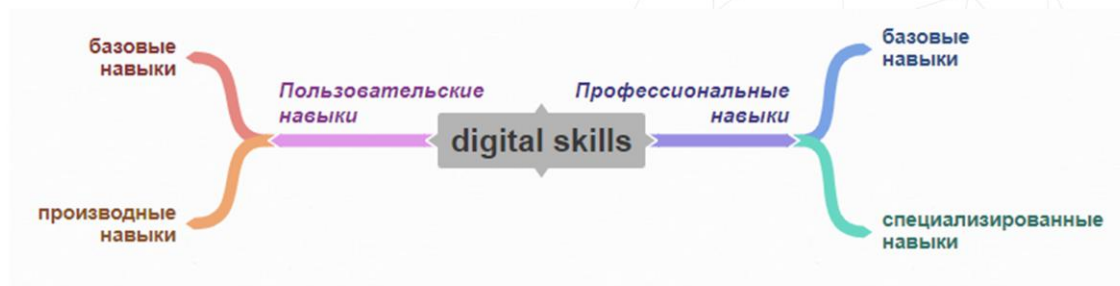 базовые
навыки
Пользовательские
навыки
производные
навыки
digital skills
Профессиональные
навыки
базовые
навыки
специализированные
навыки